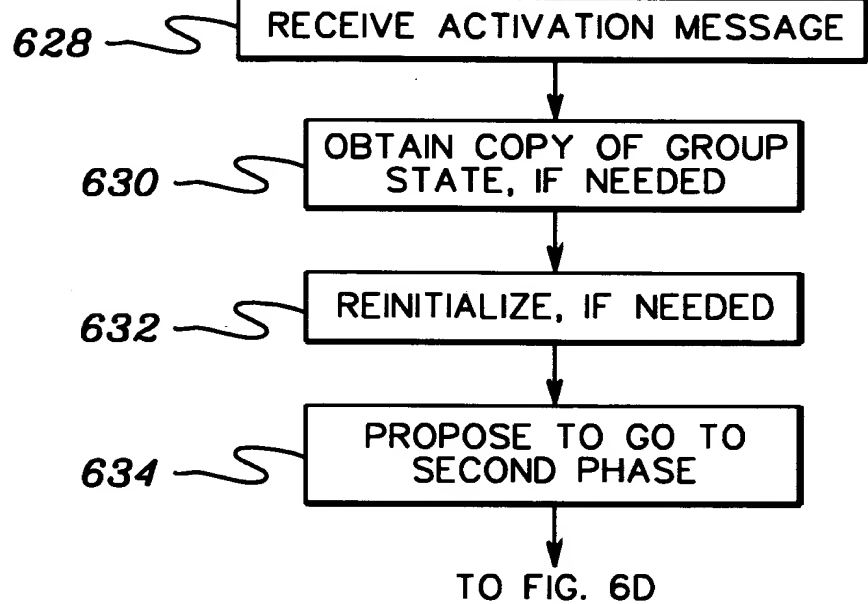 628
RECEIVE ACTIVATION MESSAGE
630
OBTAIN COPY OF GROUP
STATE, IF NEEDED
632
REINITIALIZE, IF NEEDED
634
PROPOSE TO GO TO
SECOND PHASE
TO FIG. 6D